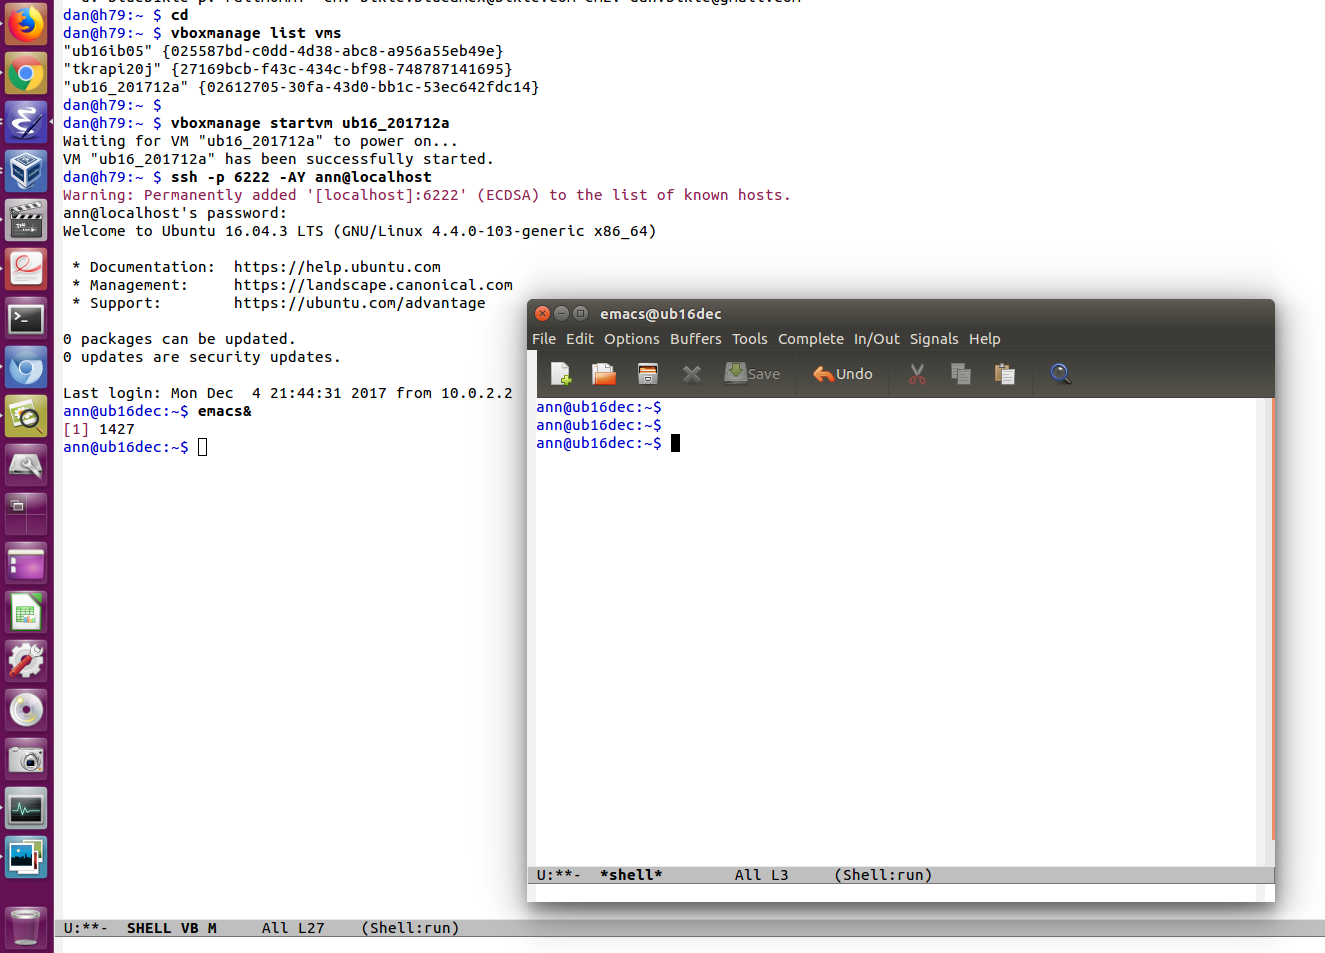 dan@h79:~ $ cd
dan@h79:~ $ vboxmanage list vms
"ub16ib05" {025587bd-c0dd-4d38-abc8-a956a55eb49e}
"tkrapi20j" {27169bcb-f43c-434c-bf98-748787141695}
"ub16_201712a" {02612705-30fa-43d0-bb1c-53ec642fdc14}
dan@h79:~ $
dan@h79:~ $ vboxmanage startvm ub16_201712a
Waiting for VM "ub16_201712a" to power on...
VM "ub16_201712a" has been successfully started.
dan@h79:~ $ ssh -p 6222 -AY ann@localhost
Warning: Permanently added '[localhost]:6222' (ECDSA) to the list of known hosts.
ann@localhost's password:
Welcome to Ubuntu 16.04.3 LTS (GNU/Linux 4.4.0-103-generic x86_64)
* Documentation:  https://help.ubuntu.com
* Management:     https://landscape.canonical.com
* Support:        https://ubuntu.com/advantage
0 packages can be updated.
0 updates are security updates.
Last login: Mon Dec  4 21:44:31 2017 from 10.0.2.2
ann@ub16dec:~$ emacs&
[1] 1427
ann@ub16dec:~$
emacs@ub16dec
File Edit Options Buffers Tools Complete In/Out Signals Help
Save Undo
ann@ub16dec:~$
ann@ub16dec:~$
ann@ub16dec:~$
U:**-  *shell*        All L3     (Shell:run)
U:**-  SHELL VB M     All L27    (Shell:run)